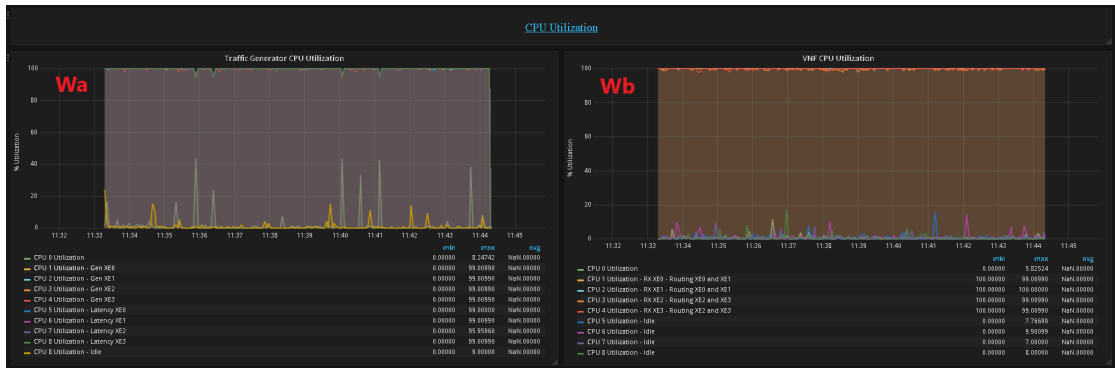 CPU Utilization
Traffic Generator CPU Utilization
Wa
% Utilization
100
80
60
40
20
0
11:32 11:33 11:34 11:35 11:36 11:37 11:38 11:39 11:40 11:41 11:42 11:43 11:44 11:45
min max avg
CPU 0 Utilization 0.00000 8.24742 NaN.00000
CPU 1 Utilization - Gen XE0 0.00000 99.00990 NaN.00000
CPU 2 Utilization - Gen XE1 0.00000 99.00990 NaN.00000
CPU 3 Utilization - Gen XE2 0.00000 99.00990 NaN.00000
CPU 4 Utilization - Gen XE3 0.00000 99.00990 NaN.00000
CPU 5 Utilization - Latency XE0 0.00000 99.00000 NaN.00000
CPU 6 Utilization - Latency XE1 0.00000 99.00990 NaN.00000
CPU 7 Utilization - Latency XE2 0.00000 95.95960 NaN.00000
CPU 8 Utilization - Latency XE3 0.00000 99.00990 NaN.00000
CPU 8 Utilization - Idle 0.00000 9.00000 NaN.00000
VNF CPU Utilization
Wb
% Utilization
100
80
60
40
20
0
11:32 11:33 11:34 11:35 11:36 11:37 11:38 11:39 11:40 11:41 11:42 11:43 11:44 11:45
min max avg
CPU 0 Utilization 0.00000 5.82524 NaN.00000
CPU 1 Utilization - RX XE0 - Routing XE0 and XE1 100.00000 99.00990 NaN.00000
CPU 2 Utilization - RX XE1 - Routing XE0 and XE1 100.00000 100.00000 NaN.00000
CPU 3 Utilization - RX XE2 - Routing XE2 and XE3 100.00000 99.00990 NaN.00000
CPU 4 Utilization - RX XE3 - Routing XE2 and XE3 100.00000 99.00990 NaN.00000
CPU 5 Utilization - Idle 0.00000 7.76699 NaN.00000
CPU 6 Utilization - Idle 0.00000 9.90099 NaN.00000
CPU 7 Utilization - Idle 0.00000 7.00000 NaN.00000
CPU 8 Utilization - Idle 0.00000 8.00000 NaN.00000